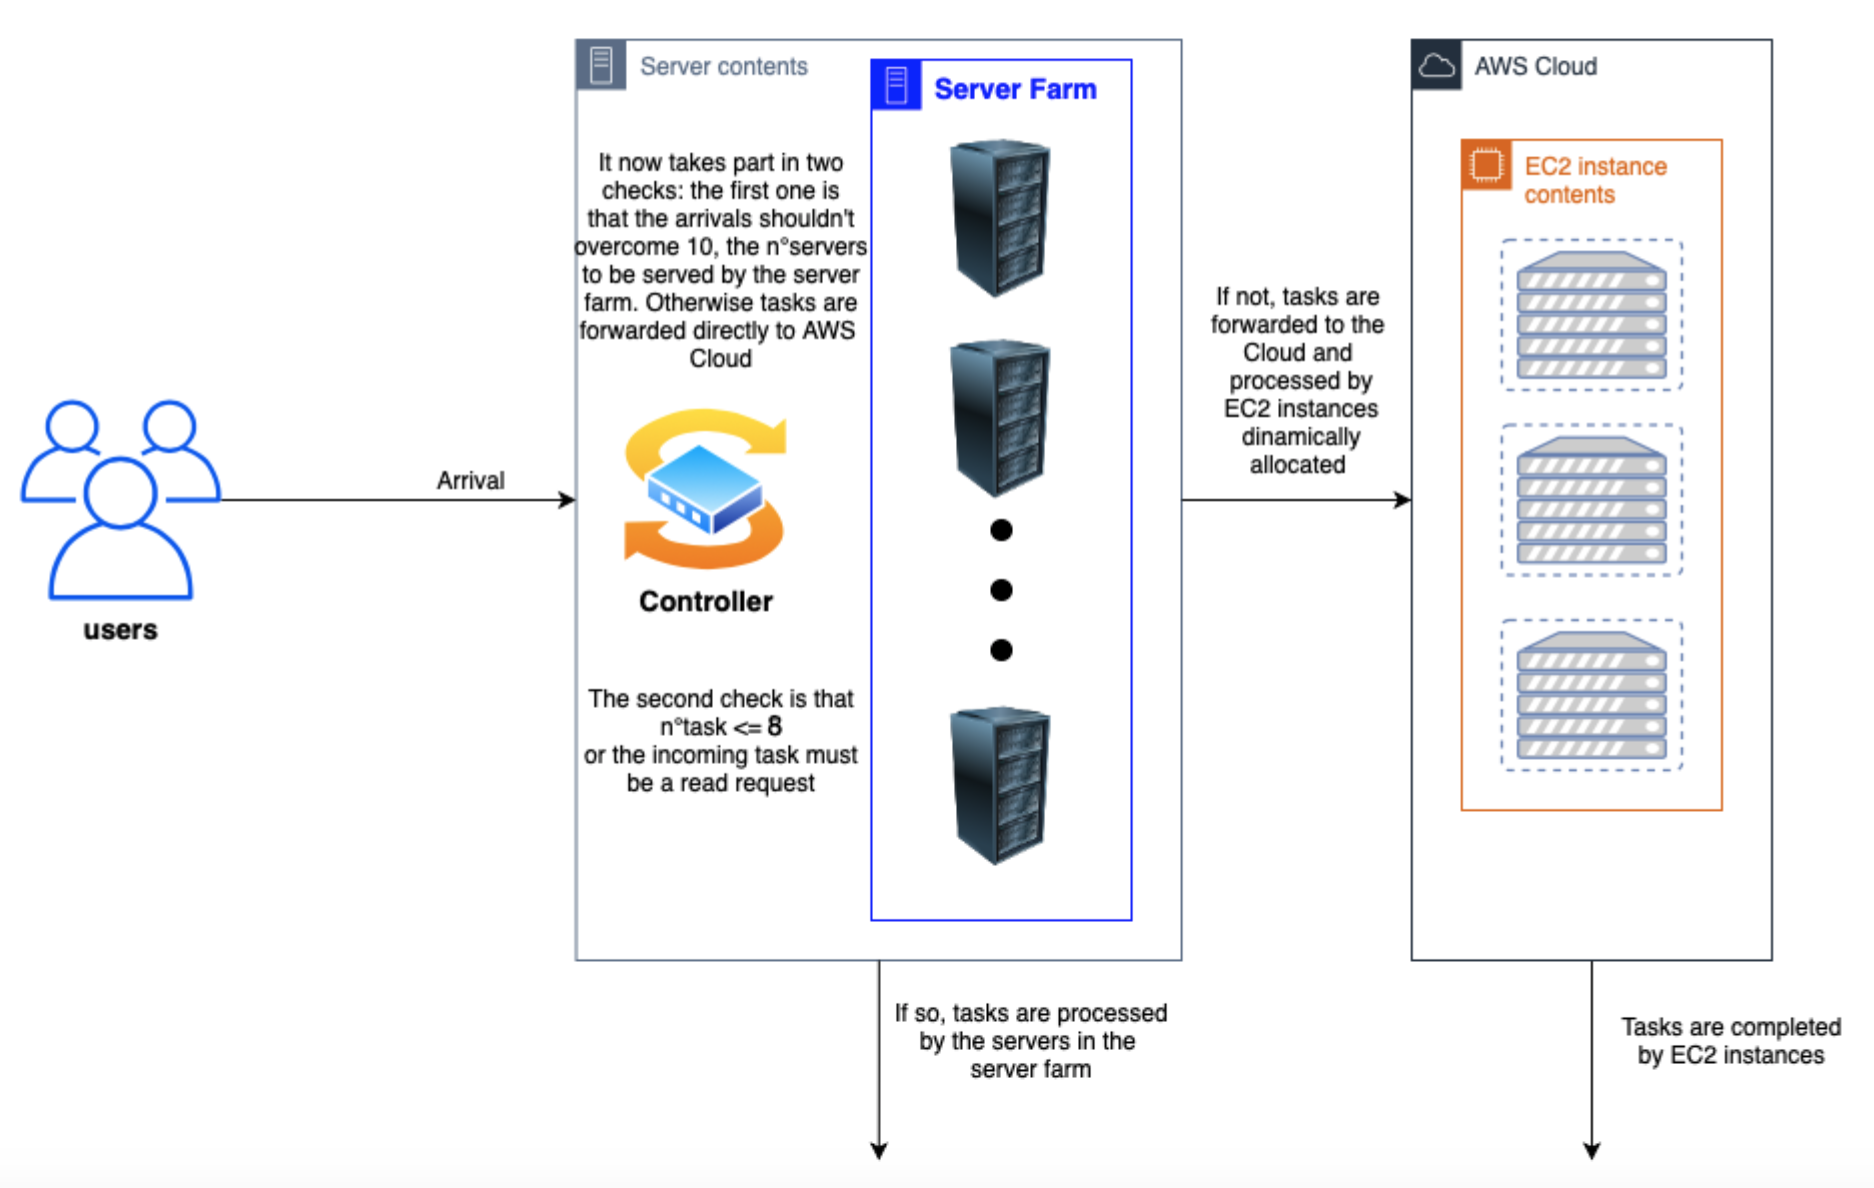 Server contents
Server Farm
It now takes part in two
checks: the first one is
that the arrivals shouldn't
overcome 10, the n°servers
to be served by the server
farm. Otherwise tasks are
forwarded directly to AWS
Cloud
Controller
The second check is that
n°task <= 8
or the incoming task must
be a read request
users
Arrival
If not, tasks are
forwarded to the
Cloud and
processed by
EC2 instances
dinamically
allocated
AWS Cloud
EC2 instance
contents
If so, tasks are processed
by the servers in the
server farm
Tasks are completed
by EC2 instances